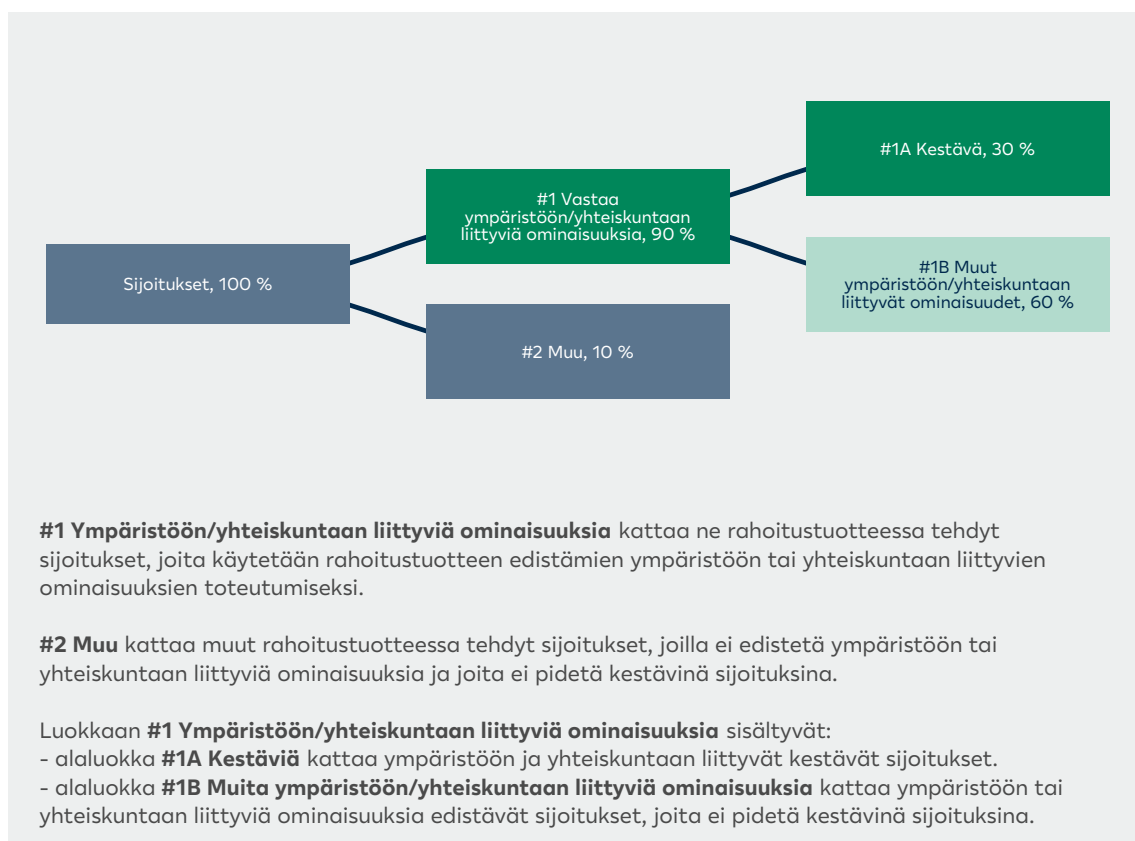 #1A Kestävä, 30 %
#1 Vastaa
ympäristöön/yhteiskuntaan
liittyviä ominaisuuksia, 90 %
Sijoitukset, 100 %
#1B Muut
ympäristöön/yhteiskuntaan
liittyvät ominaisuudet, 60 %
#2 Muu, 10 %
#1 Ympäristöön/yhteiskuntaan liittyviä ominaisuuksia kattaa ne rahoitustuotteessa tehdyt
sijoitukset, joita käytetään rahoitustuotteen edistämien ympäristöön tai yhteiskuntaan liittyvien
ominaisuuksien toteutumiseksi.
#2 Muu kattaa muut rahoitustuotteessa tehdyt sijoitukset, joilla ei edistetä ympäristöön tai
yhteiskuntaan liittyviä ominaisuuksia ja joita ei pidetä kestävinä sijoituksina.
Luokkaan #1 Ympäristöön/yhteiskuntaan liittyviä ominaisuuksia sisältyvät:
- alaluokka #1A Kestäviä kattaa ympäristöön ja yhteiskuntaan liittyvät kestävät sijoitukset.
- alaluokka #1B Muita ympäristöön/yhteiskuntaan liittyviä ominaisuuksia kattaa ympäristöön tai
yhteiskuntaan liittyviä ominaisuuksia edistävät sijoitukset, joita ei pidetä kestävinä sijoituksina.